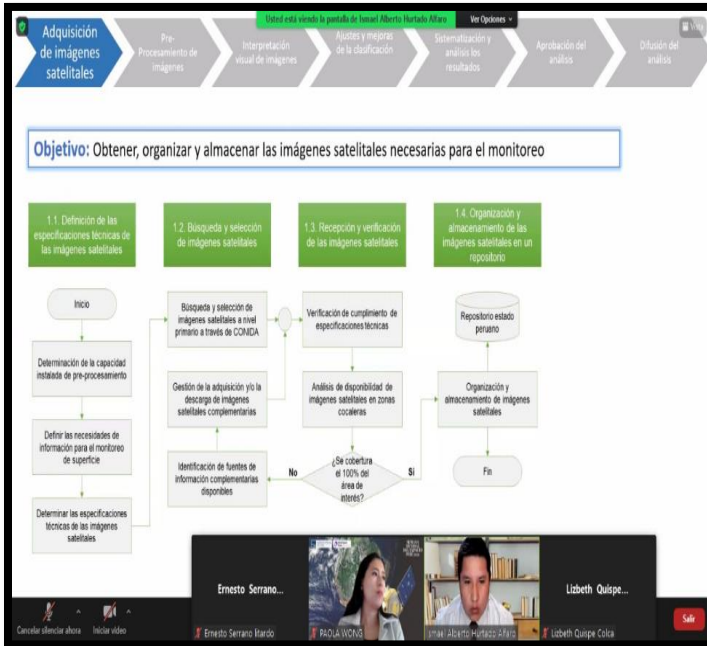 Usted está viendo la pantalla de Ismael Alberto Hurtado Alfaro
Ver Opciones
Vista
Adquisición
de imágenes
satelitales
Pre-
Procesamiento de
imágenes
Interpretación
visual de imágenes
Ajustes y mejoras
de la clasificación
Sistematización y
análisis los
resultados
Aprobación del
análisis
Difusión del
análisis
Objetivo: Obtener, organizar y almacenar las imágenes satelitales necesarias para el monitoreo
1.1. Definición de las
especificaciones técnicas de
las imágenes satelitales
1.2. Búsqueda y selección
de imágenes satelitales
1.3. Recepción y verificación
de las imágenes satelitales
1.4. Organización y
almacenamiento de las
imágenes satelitales en un
repositorio
Inicio
Determinación de la capacidad
instalada de pre-procesamiento
Definir las necesidades de
información para el monitoreo
de superficie
Determinar las especificaciones
técnicas de las imágenes
satelitales
Búsqueda y selección de
imágenes satelitales a nivel
primario a través de CONIDA
Gestión de la adquisición y/o la
descarga de imágenes
satelitales complementarias
Identificación de fuentes de
información complementarias
disponibles
Verificación de cumplimiento de
especificaciones técnicas
Análisis de disponibilidad de
imágenes satelitales en zonas
cocaleras
No
¿Se cobertura
el 100% del
área de
interés?
Si
Repositorio estado
peruano
Organización y
almacenamiento de imágenes
satelitales
Fin
Ernesto Serrano...
Lizbeth Quispe...
Ernesto Serrano litardo
PAOLA WONG
Ismael Alberto Hurtado Alfaro
Lizbeth Quispe Colca
Cancelar silenciar ahora
Iniciar video
Salir